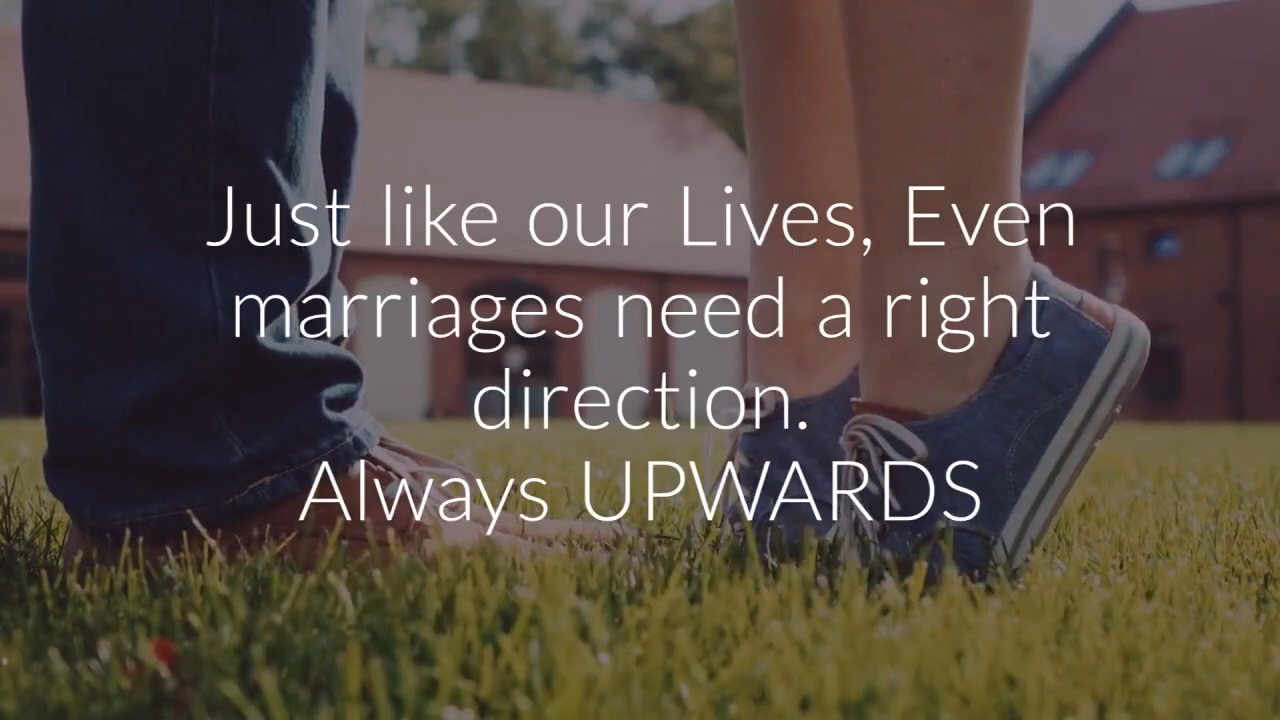 Just like our Lives, Even
marriages need a right
direction.
Always UPWARDS